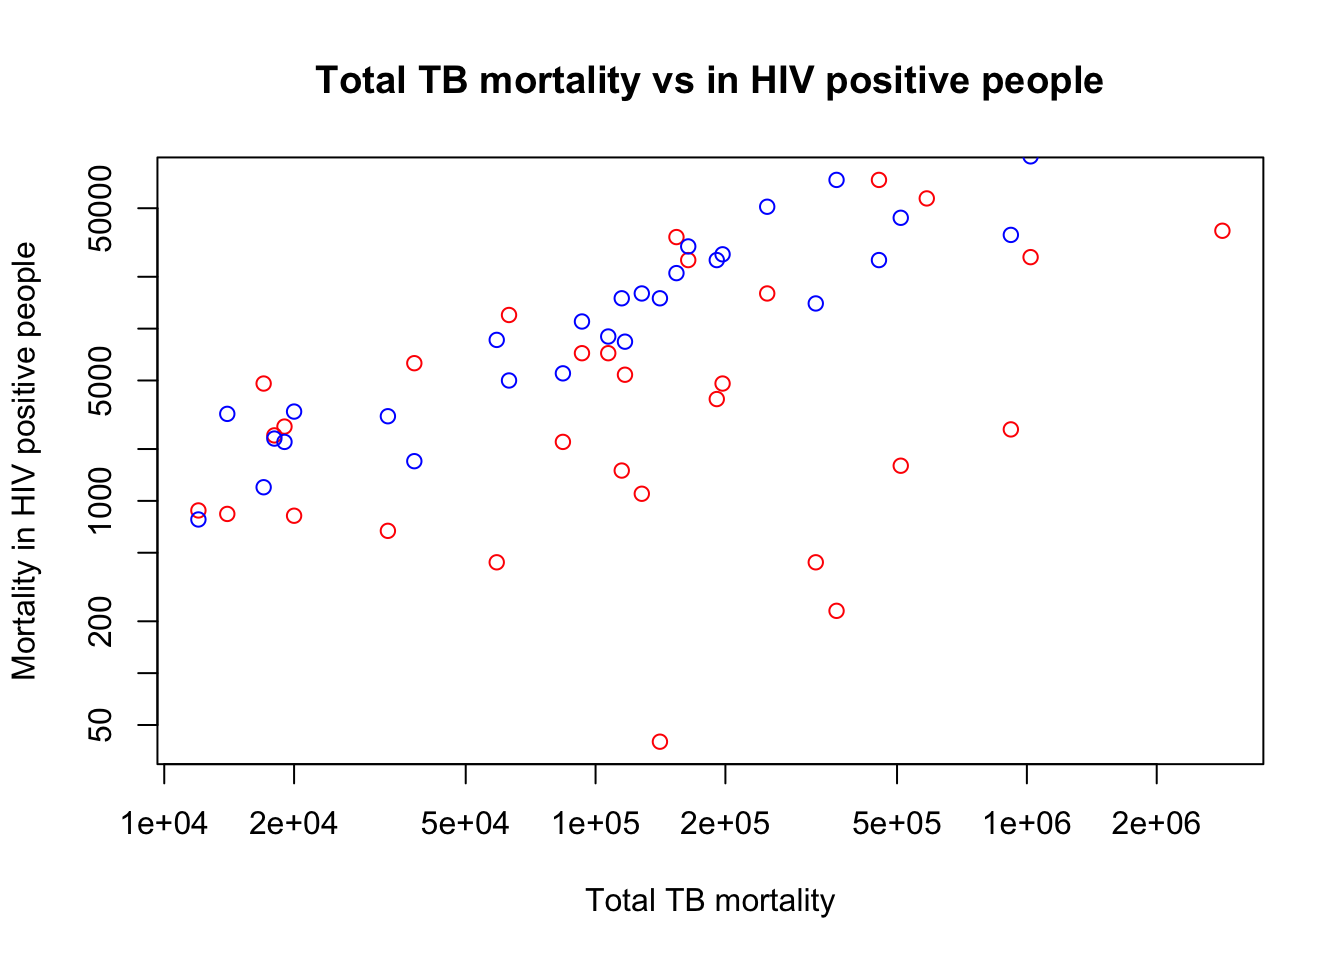 Total TB mortality vs in HIV positive people
Mortality in HIV positive people
50000
5000
1000
200
50
1e+04 2e+04 5e+04 1e+05 2e+05 5e+05 1e+06 2e+06
Total TB mortality